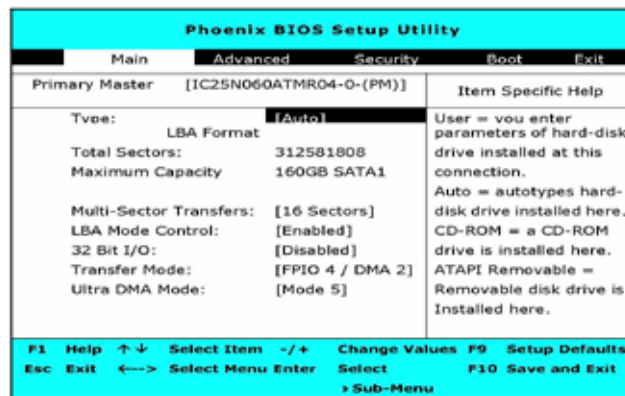 Phoenix BIOS Setup Utility
Main Advanced Security Boot Exit
Primary Master [IC25N060ATMR04-0-(PM)]
Item Specific Help
Type: [Auto]
LBA Format
Total Sectors: 312581808
Maximum Capacity 160GB SATA1
Multi-Sector Transfers: [16 Sectors]
LBA Mode Control: [Enabled]
32 Bit I/O: [Disabled]
Transfer Mode: [FPIO 4 / DMA 2]
Ultra DMA Mode: [Mode 5]
User = you enter
parameters of hard-disk
drive installed at this
connection.
Auto = autotypes hard-
disk drive installed here.
CD-ROM = a CD-ROM
drive is installed here.
ATAPI Removable =
Removable disk drive is
Installed here.
F1 Help ↑↓ Select Item -/+ Change Values F9 Setup Defaults
Esc Exit <---> Select Menu Enter Select F10 Save and Exit
▸Sub-Menu